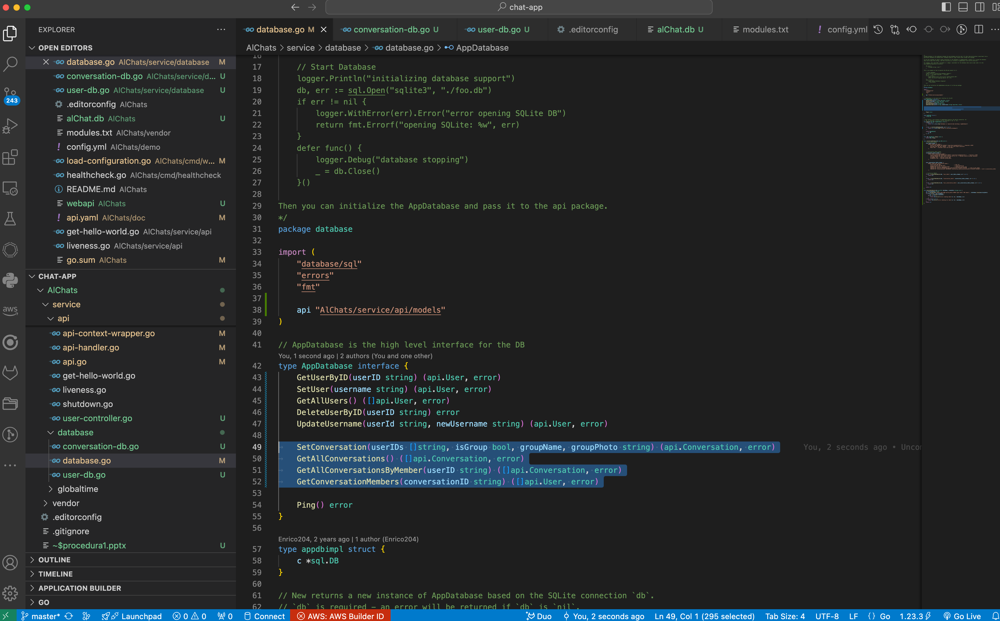 chat-app
EXPLORER
OPEN EDITORS
database.go AlChats/service/database M
conversation-db.go AlChats/service/d... U
user-db.go AlChats/service/database U
.editorconfig AlChats
alChat.db AlChats U
modules.txt AlChats/vendor
! config.yml AlChats/demo
load-configuration.go AlChats/cmd/w... M
healthcheck.go AlChats/cmd/healthcheck
README.md AlChats
webapi AlChats U
! api.yaml AlChats/doc M
get-hello-world.go AlChats/service/api
liveness.go AlChats/service/api
go.sum AlChats M
CHAT-APP
AlChats
service
api
api-context-wrapper.go M
api-handler.go M
api.go M
get-hello-world.go
liveness.go
shutdown.go
user-controller.go U
database
conversation-db.go U
database.go M
user-db.go U
globaltime
vendor
.editorconfig
.gitignore
~$procedura1.pptx U
OUTLINE
TIMELINE
APPLICATION BUILDER
GO
243
aws
database.go M
conversation-db.go U
user-db.go U
.editorconfig
alChat.db U
modules.txt
! config.yml
AlChats > service > database > database.go > AppDatabase
16
17 // Start Database
18 logger.Println("initializing database support")
19 db, err := sql.Open("sqlite3", "./foo.db")
20 if err != nil {
21 logger.WithError(err).Error("error opening SQLite DB")
22 return fmt.Errorf("opening SQLite: %w", err)
23 }
24 defer func() {
25 logger.Debug("database stopping")
26 _ = db.Close()
27 }()
28
29 Then you can initialize the AppDatabase and pass it to the api package.
30 */
31 package database
32
33 import (
34 "database/sql"
35 "errors"
36 "fmt"
37
38 api "AlChats/service/api/models"
39 )
40
41 // AppDatabase is the high level interface for the DB
You, 1 second ago | 2 authors (You and one other)
42 type AppDatabase interface {
43 GetUserByID(userID string) (api.User, error)
44 SetUser(username string) (api.User, error)
45 GetAllUsers() ([]api.User, error)
46 DeleteUserByID(userID string) error
47 UpdateUsername(userId string, newUsername string) (api.User, error)
48
49 SetConversation(userIDs []string, isGroup bool, groupName, groupPhoto string) (api.Conversation, error) You, 2 seconds ago • Uncor
50 GetAllConversations() ([]api.Conversation, error)
51 GetAllConversationsByMember(userID string) ([]api.Conversation, error)
52 GetConversationMembers(conversationID string) ([]api.User, error)
53
54 Ping() error
55 }
56
Enrico204, 2 years ago | 1 author (Enrico204)
57 type appdbimpl struct {
58 c *sql.DB
59 }
60
61 // New returns a new instance of AppDatabase based on the SQLite connection `db`.
62 // `db` is required - an error will be returned if `db` is `nil`.
master* Launchpad 0 0 0 Connect AWS: AWS Builder ID Duo You, 2 seconds ago Ln 49, Col 1 (295 selected) Tab Size: 4 UTF-8 LF {} Go 1.23.3 Go Live